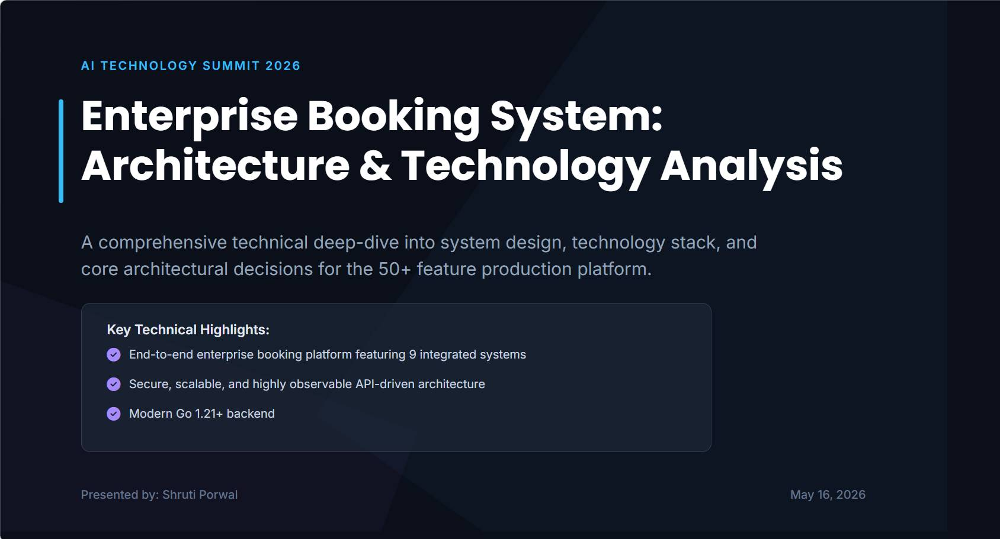 AI TECHNOLOGY SUMMIT 2026
Enterprise Booking System:
Architecture & Technology Analysis
A comprehensive technical deep-dive into system design, technology stack, and
core architectural decisions for the 50+ feature production platform.
Key Technical Highlights:
End-to-end enterprise booking platform featuring 9 integrated systems
Secure, scalable, and highly observable API-driven architecture
Modern Go 1.21+ backend
Presented by: Shruti Porwal
May 16, 2026